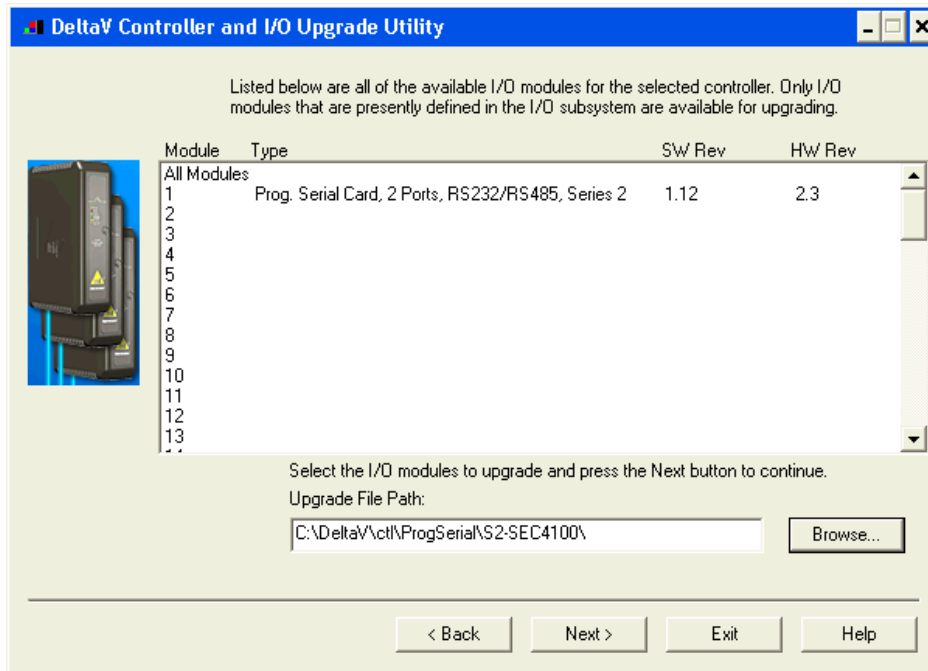 DeltaV Controller and I/O Upgrade Utility
Listed below are all of the available I/O modules for the selected controller. Only I/O
modules that are presently defined in the I/O subsystem are available for upgrading.
Module Type SW Rev HW Rev
All Modules
1 Prog. Serial Card, 2 Ports, RS232/RS485, Series 2 1.12 2.3
2
3
4
5
6
7
8
9
10
11
12
13
Select the I/O modules to upgrade and press the Next button to continue.
Upgrade File Path:
C:\DeltaV\ctl\ProgSerial\S2-SEC4100\ Browse...
< Back Next > Exit Help